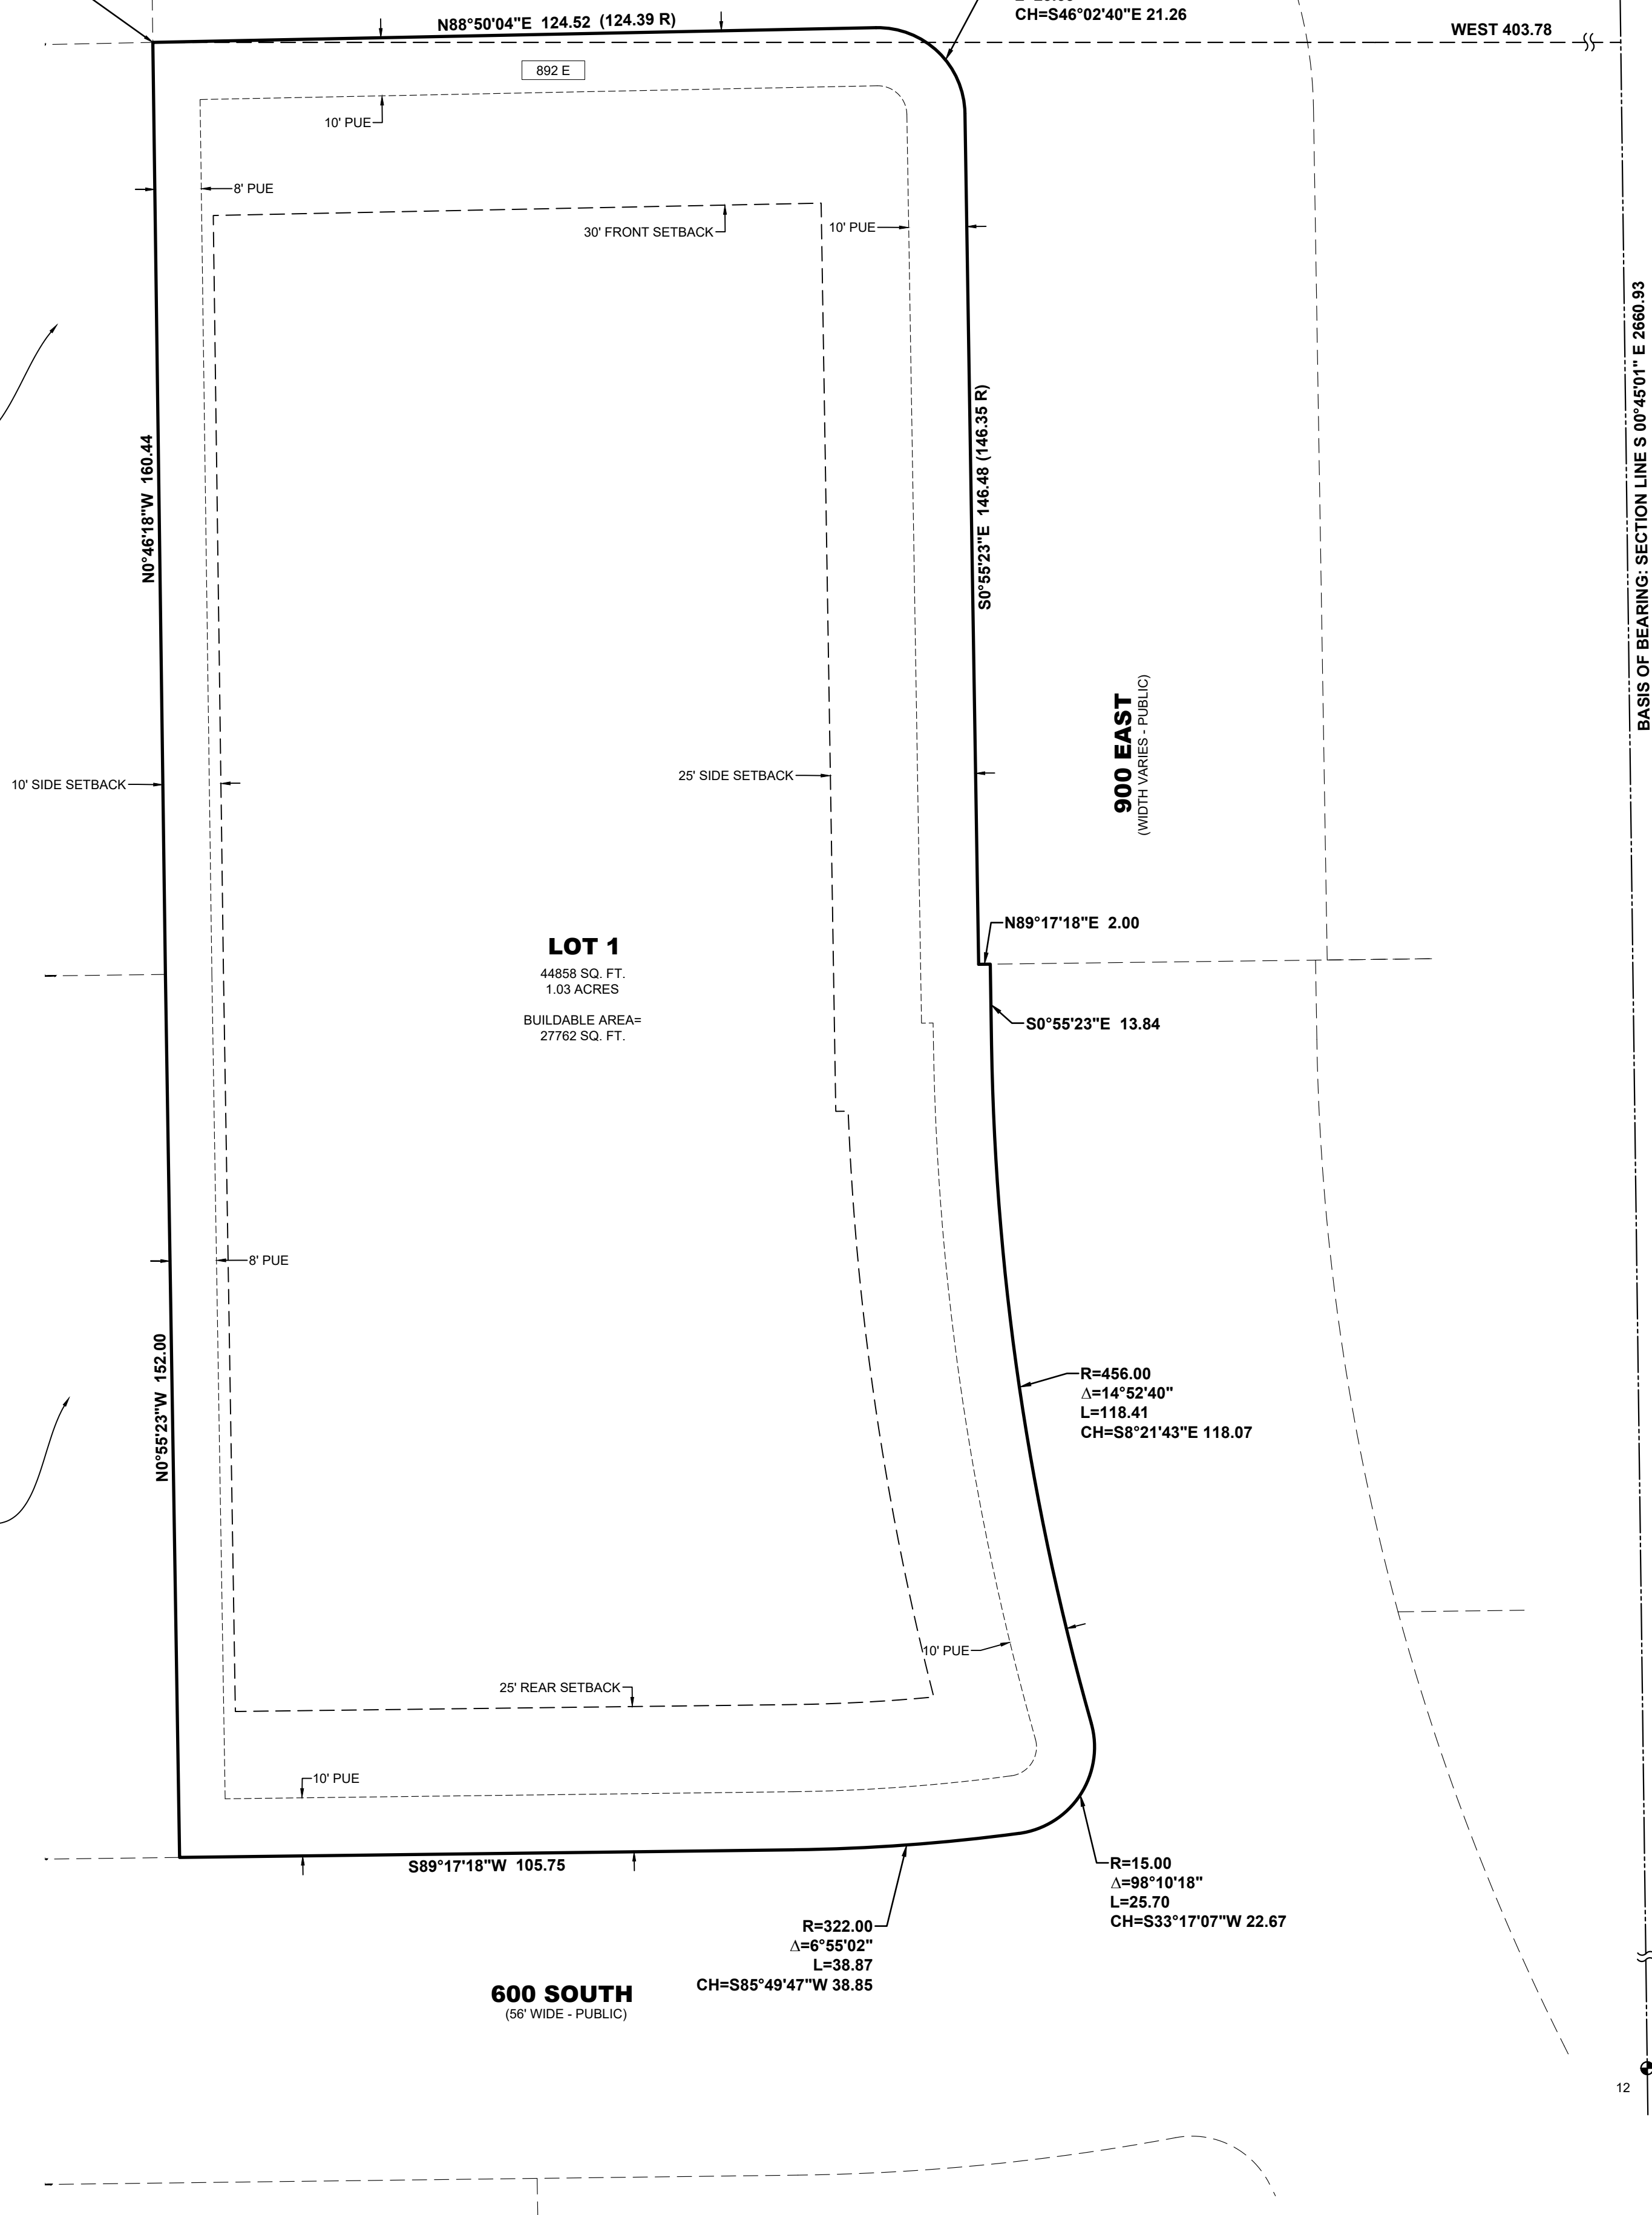 CH=S46°02'40"E 21.26
N88°50'04"E 124.52 (124.39 R)
WEST 403.78
892 E
10' PUE
8' PUE
30' FRONT SETBACK
10' PUE
BASIS OF BEARING: SECTION LINE S 00°45'01" E 2660.93
N0°46'18"W 160.44
S0°55'23"E 146.48 (146.35 R)
900 EAST
(WIDTH VARIES - PUBLIC)
10' SIDE SETBACK
25' SIDE SETBACK
N89°17'18"E 2.00
LOT 1
44858 SQ. FT.
1.03 ACRES
BUILDABLE AREA=
27762 SQ. FT.
S0°55'23"E 13.84
8' PUE
N0°55'23"W 152.00
R=456.00
Δ=14°52'40"
L=118.41
CH=S8°21'43"E 118.07
10' PUE
25' REAR SETBACK
10' PUE
S89°17'18"W 105.75
R=15.00
Δ=98°10'18"
L=25.70
CH=S33°17'07"W 22.67
R=322.00
Δ=6°55'02"
L=38.87
CH=S85°49'47"W 38.85
600 SOUTH
(56' WIDE - PUBLIC)
12